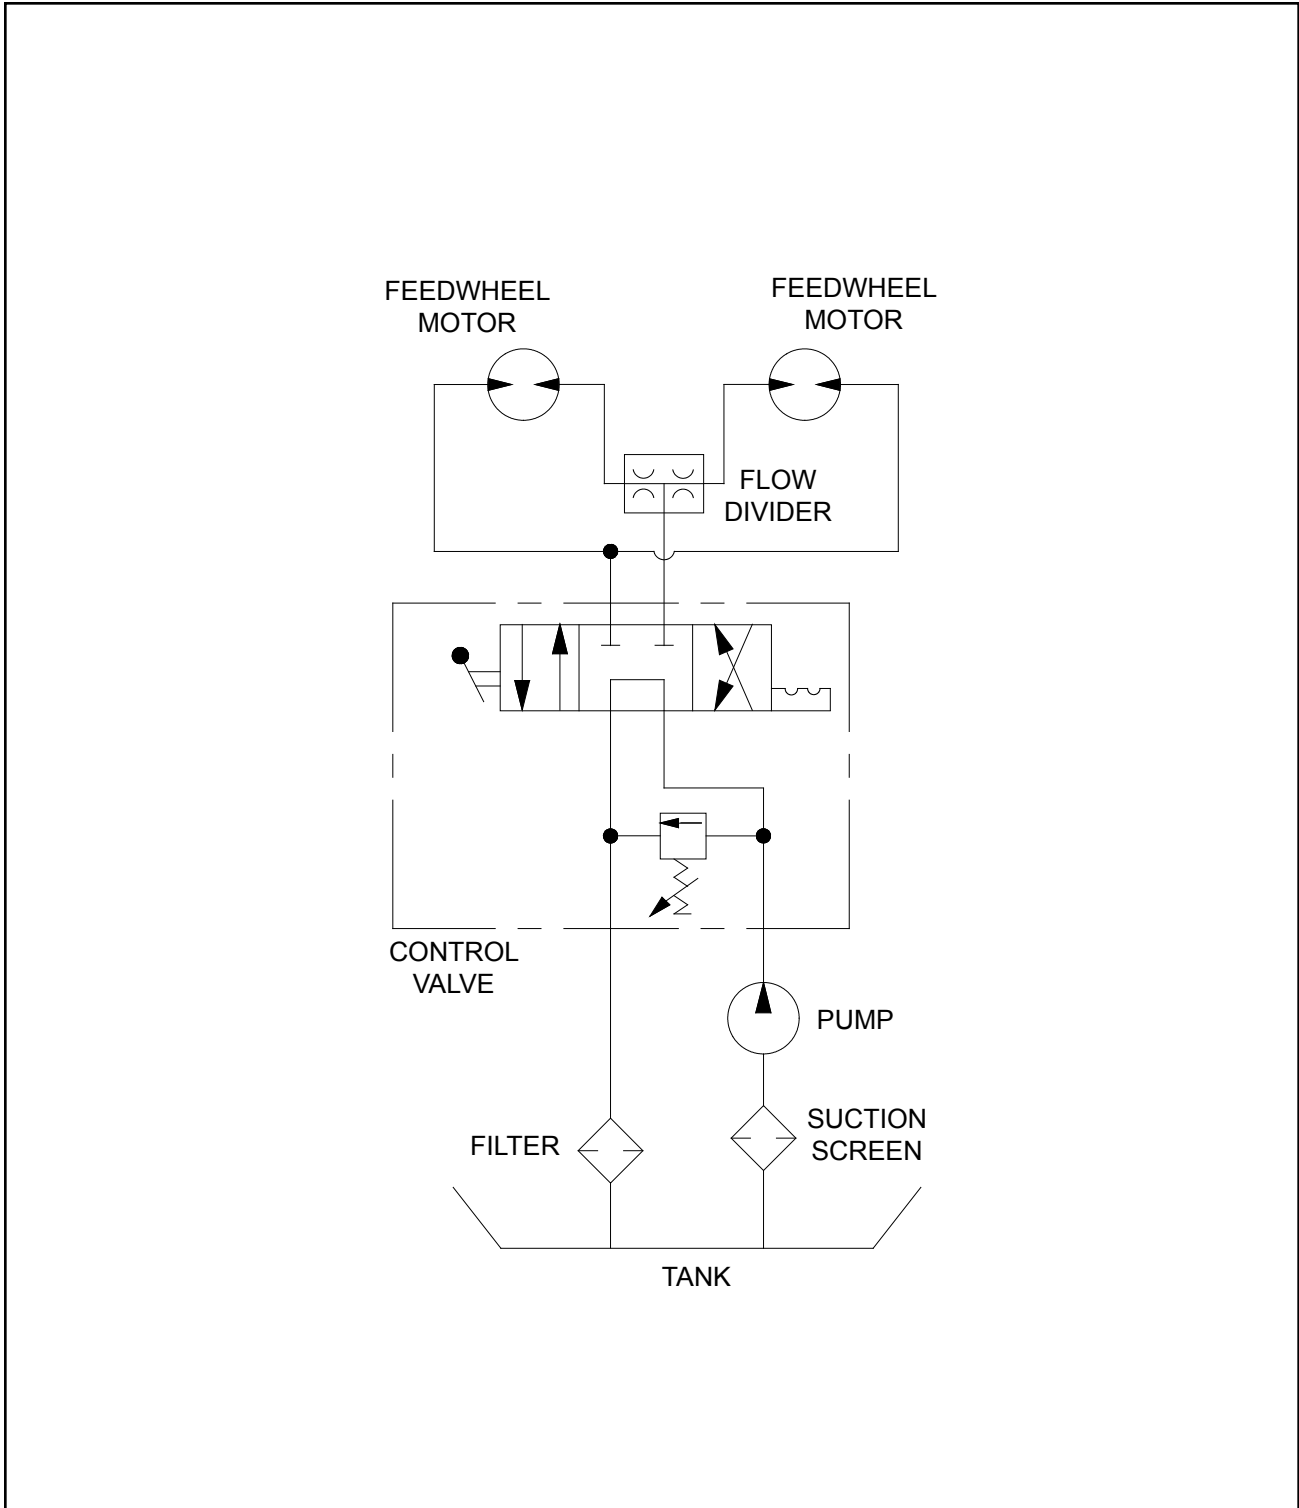 FEEDWHEEL
MOTOR
FEEDWHEEL
MOTOR
FLOW
DIVIDER
CONTROL
VALVE
PUMP
SUCTION
SCREEN
FILTER
TANK